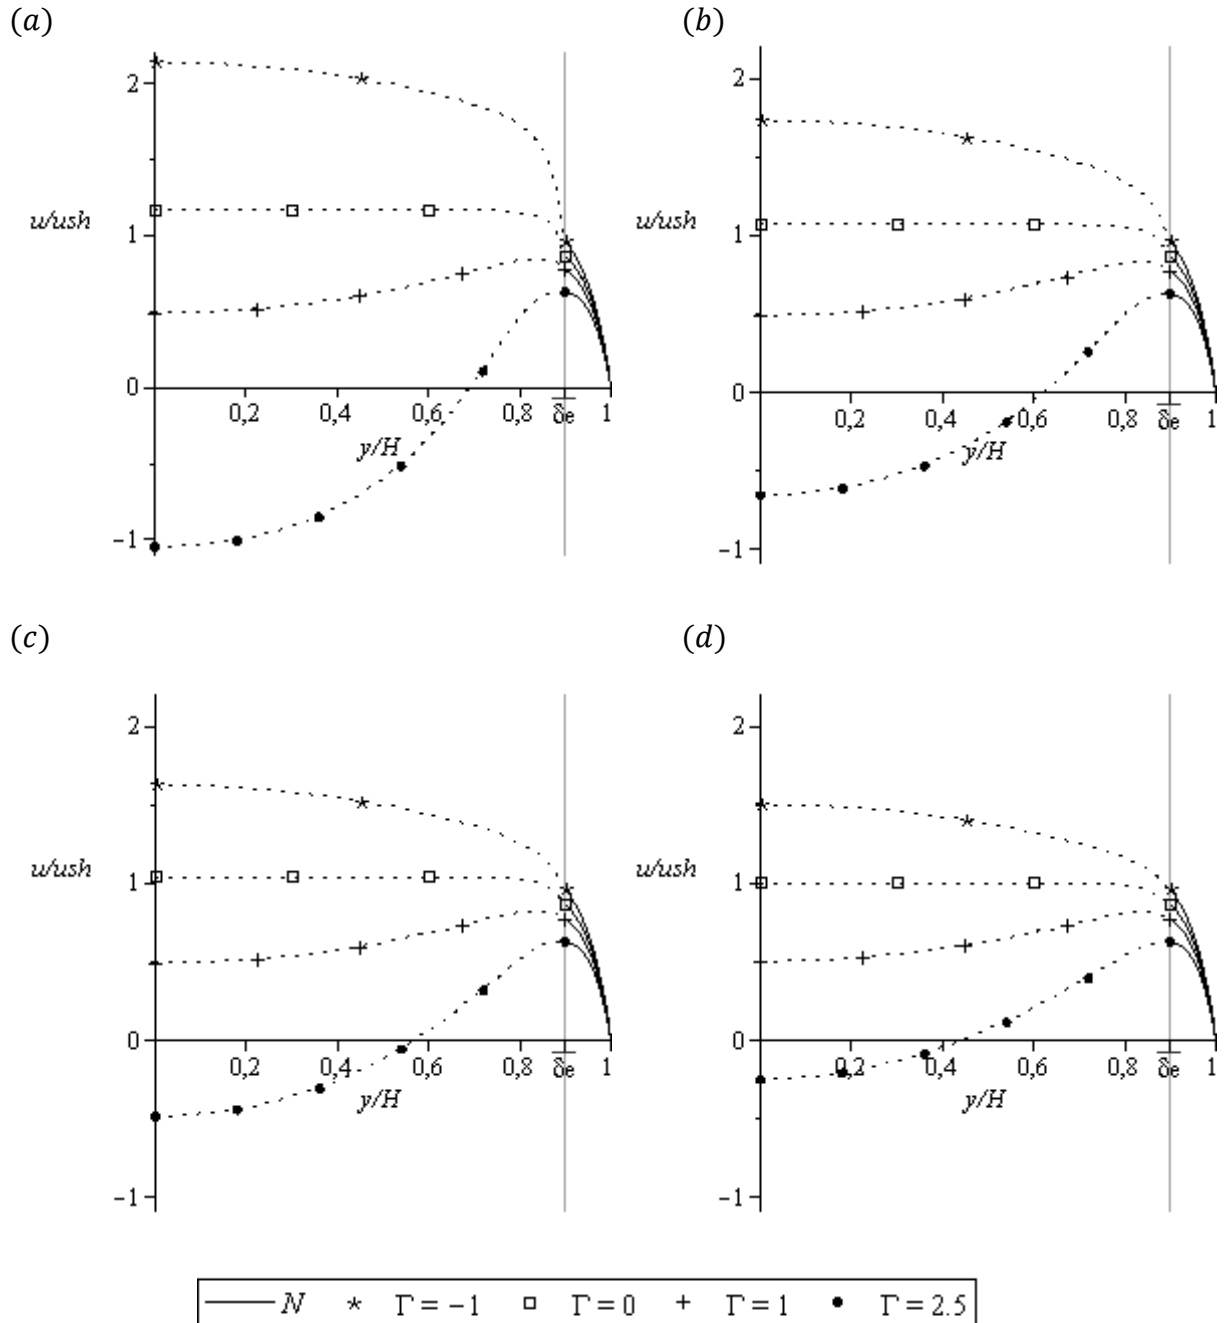 (a)
2
1
u/ush
0
0,2 0,4 0,6 0,8 δe 1
y/H
−1
(b)
2
1
u/ush
0
0,2 0,4 0,6 0,8 δe 1
y/H
−1
(c)
2
1
u/ush
0
0,2 0,4 0,6 0,8 δe 1
y/H
−1
(d)
2
1
u/ush
0
0,2 0,4 0,6 0,8 δe 1
y/H
−1
N Γ = −1 Γ = 0 Γ = 1 Γ = 2.5